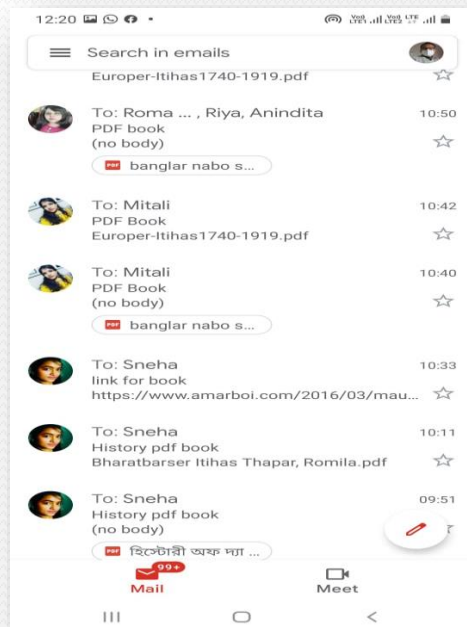 12:20
Search in emails
Europer-Itihas1740-1919.pdf
To: Roma ... , Riya, Anindita 10:50
PDF book
(no body)
PDF banglar nabo s...
To: Mitali 10:42
PDF Book
Europer-Itihas1740-1919.pdf
To: Mitali 10:40
PDF Book
(no body)
PDF banglar nabo s...
To: Sneha 10:33
link for book
https://www.amarboi.com/2016/03/mau...
To: Sneha 10:11
History pdf book
Bharatbarser Itihas Thapar, Romila.pdf
To: Sneha 09:51
History pdf book
(no body)
PDF হিস্টোরী অফ দ্যা ...
99+
Mail Meet